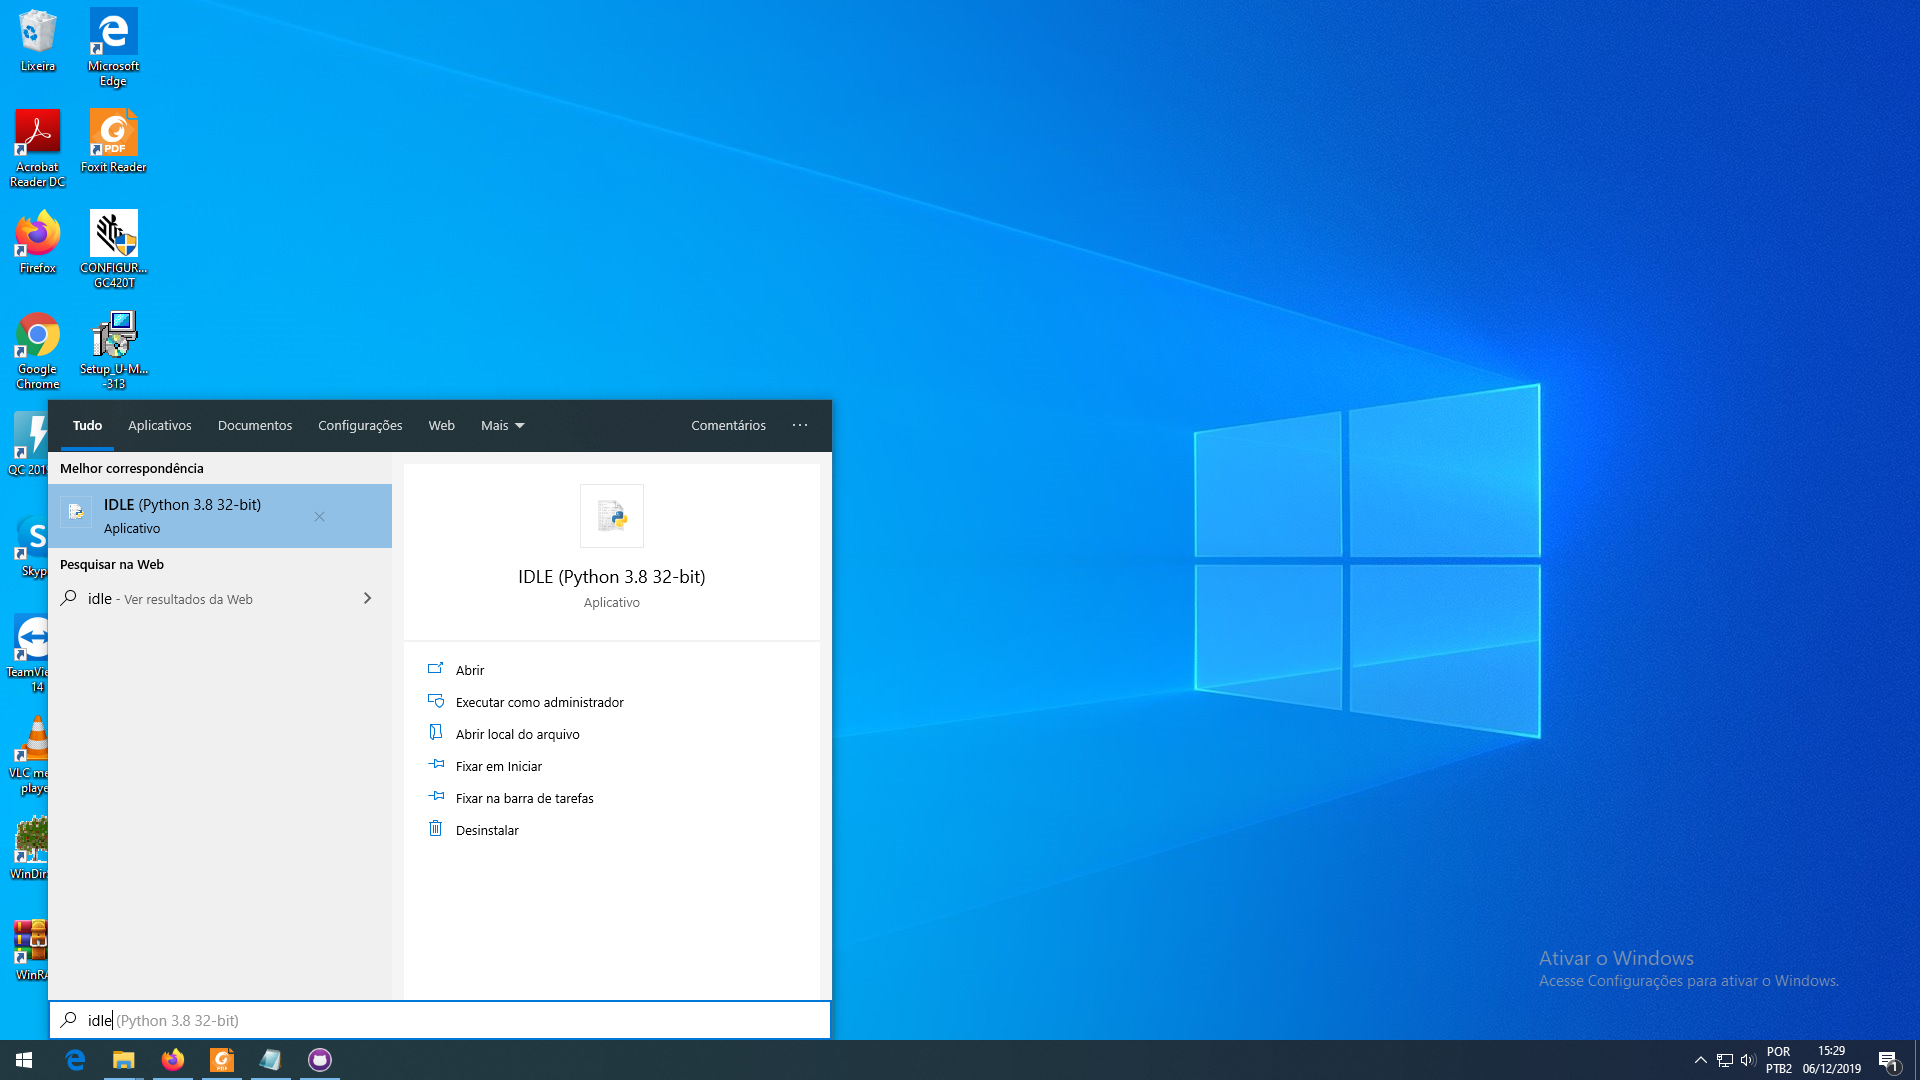 Lixeira
Microsoft
Edge
Acrobat
Reader DC
Foxit Reader
PDF
Firefox
CONFIGUR...
GC420T
Google
Chrome
Setup_U-M...
-313
QC 2019
Skyp
TeamVie
14
VLC me
playe
WinDir
WinRA
Tudo
Aplicativos
Documentos
Configurações
Web
Mais
Comentários
...
Melhor correspondência
IDLE (Python 3.8 32-bit)
Aplicativo
Pesquisar na Web
idle - Ver resultados da Web
IDLE (Python 3.8 32-bit)
Aplicativo
Abrir
Executar como administrador
Abrir local do arquivo
Fixar em Iniciar
Fixar na barra de tarefas
Desinstalar
idle (Python 3.8 32-bit)
Ativar o Windows
Acesse Configurações para ativar o Windows.
PDF
POR
PTB2
15:29
06/12/2019
1